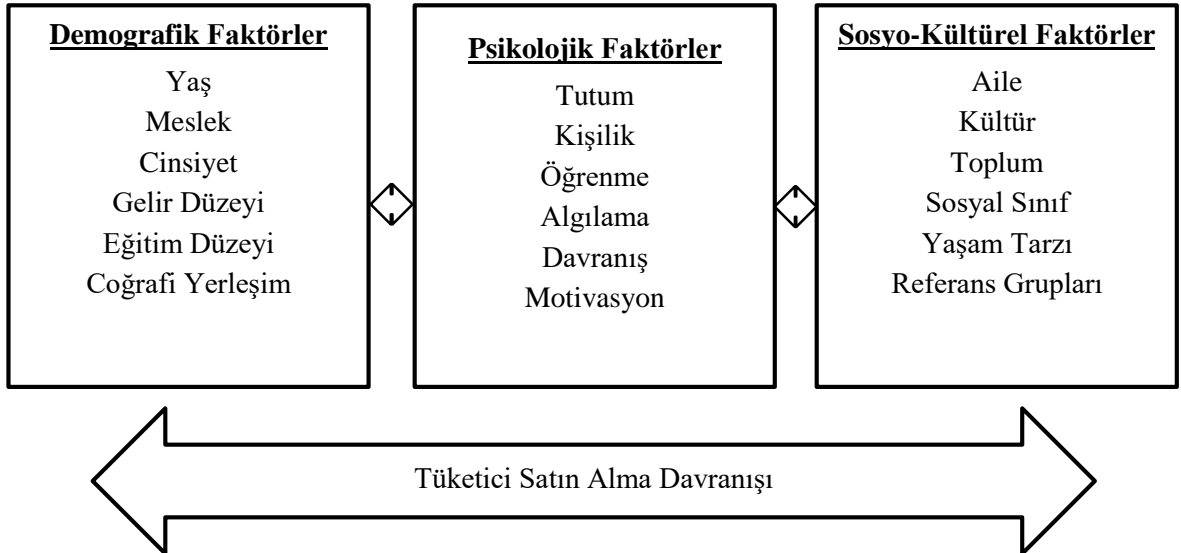 Demografik Faktörler
Yaş
Meslek
Cinsiyet
Gelir Düzeyi
Eğitim Düzeyi
Coğrafi Yerleşim
Psikolojik Faktörler
Tutum
Kişilik
Öğrenme
Algılama
Davranış
Motivasyon
Sosyo-Kültürel Faktörler
Aile
Kültür
Toplum
Sosyal Sınıf
Yaşam Tarzı
Referans Grupları
Tüketici Satın Alma Davranışı